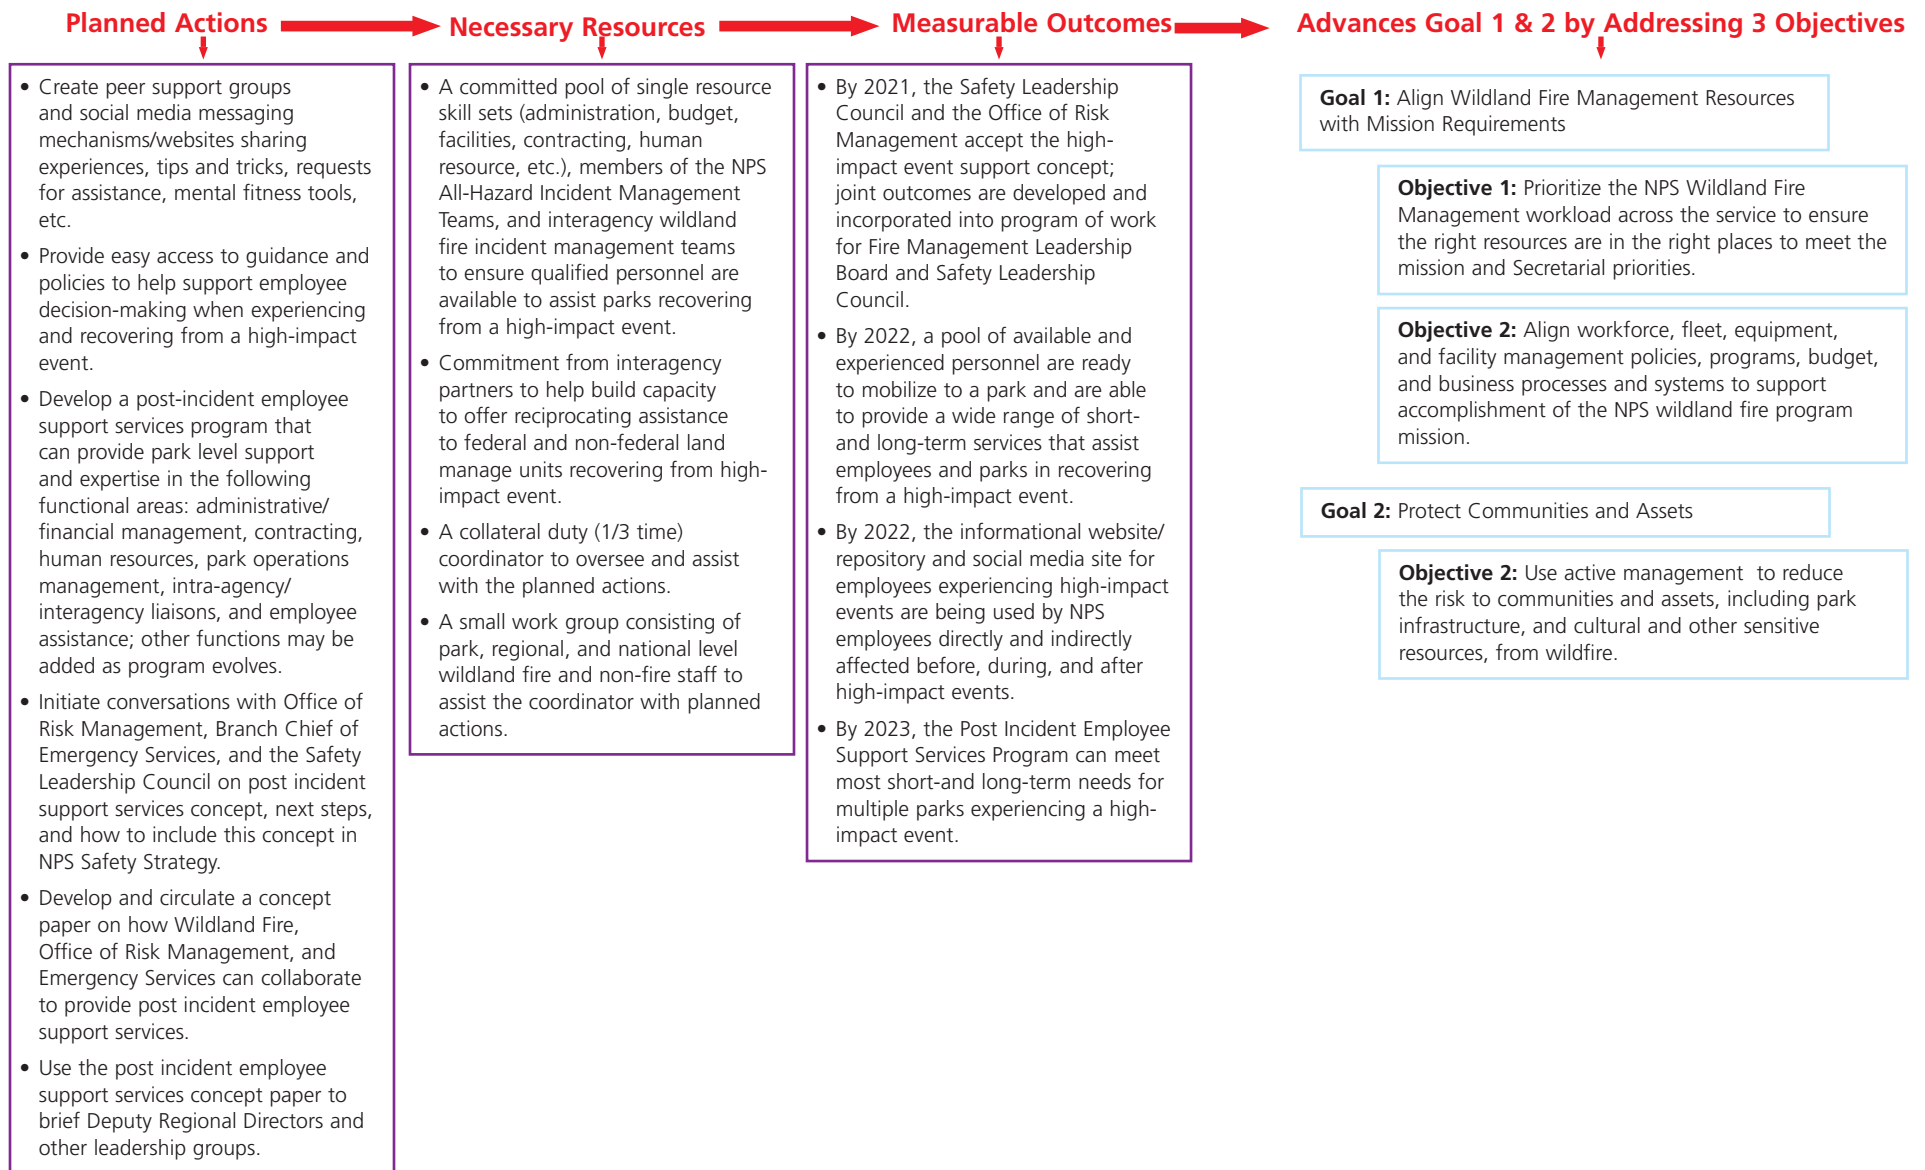 Planned Actions
Necessary Resources
Measurable Outcomes
Advances Goal 1 & 2 by Addressing 3 Objectives
• Create peer support groups
and social media messaging
mechanisms/websites sharing
experiences, tips and tricks, requests
for assistance, mental fitness tools,
etc.
• Provide easy access to guidance and
policies to help support employee
decision-making when experiencing
and recovering from a high-impact
event.
• Develop a post-incident employee
support services program that
can provide park level support
and expertise in the following
functional areas: administrative/
financial management, contracting,
human resources, park operations
management, intra-agency/
interagency liaisons, and employee
assistance; other functions may be
added as program evolves.
• Initiate conversations with Office of
Risk Management, Branch Chief of
Emergency Services, and the Safety
Leadership Council on post incident
support services concept, next steps,
and how to include this concept in
NPS Safety Strategy.
• Develop and circulate a concept
paper on how Wildland Fire,
Office of Risk Management, and
Emergency Services can collaborate
to provide post incident employee
support services.
• Use the post incident employee
support services concept paper to
brief Deputy Regional Directors and
other leadership groups.
• A committed pool of single resource
skill sets (administration, budget,
facilities, contracting, human
resource, etc.), members of the NPS
All-Hazard Incident Management
Teams, and interagency wildland
fire incident management teams
to ensure qualified personnel are
available to assist parks recovering
from a high-impact event.
• Commitment from interagency
partners to help build capacity
to offer reciprocating assistance
to federal and non-federal land
manage units recovering from high-
impact event.
• A collateral duty (1/3 time)
coordinator to oversee and assist
with the planned actions.
• A small work group consisting of
park, regional, and national level
wildland fire and non-fire staff to
assist the coordinator with planned
actions.
• By 2021, the Safety Leadership
Council and the Office of Risk
Management accept the high-
impact event support concept;
joint outcomes are developed and
incorporated into program of work
for Fire Management Leadership
Board and Safety Leadership
Council.
• By 2022, a pool of available and
experienced personnel are ready
to mobilize to a park and are able
to provide a wide range of short-
and long-term services that assist
employees and parks in recovering
from a high-impact event.
• By 2022, the informational website/
repository and social media site for
employees experiencing high-impact
events are being used by NPS
employees directly and indirectly
affected before, during, and after
high-impact events.
• By 2023, the Post Incident Employee
Support Services Program can meet
most short-and long-term needs for
multiple parks experiencing a high-
impact event.
Goal 1: Align Wildland Fire Management Resources
with Mission Requirements
Objective 1: Prioritize the NPS Wildland Fire
Management workload across the service to ensure
the right resources are in the right places to meet the
mission and Secretarial priorities.
Objective 2: Align workforce, fleet, equipment,
and facility management policies, programs, budget,
and business processes and systems to support
accomplishment of the NPS wildland fire program
mission.
Goal 2: Protect Communities and Assets
Objective 2: Use active management  to reduce
the risk to communities and assets, including park
infrastructure, and cultural and other sensitive
resources, from wildfire.